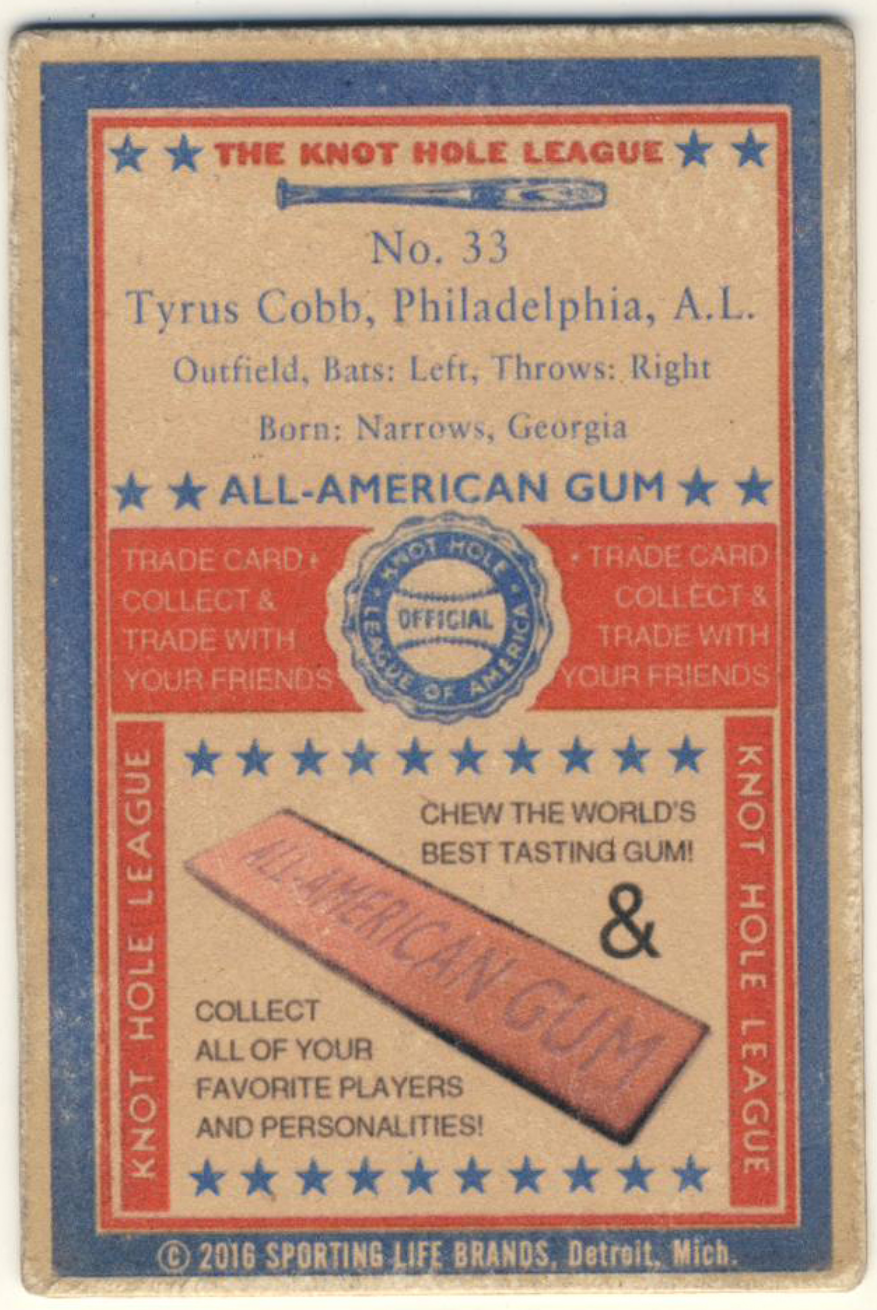 THE KNOT HOLE LEAGUE
No. 33
Tyrus Cobb, Philadelphia, A.L.
Outfield, Bats: Left, Throws: Right
Born: Narrows, Georgia
ALL-AMERICAN GUM
TRADE CARD
COLLECT &
TRADE WITH
YOUR FRIENDS
KNOT HOLE
OFFICIAL
LEAGUE OF AMERICA
TRADE CARD
COLLECT &
TRADE WITH
YOUR FRIENDS
KNOT HOLE LEAGUE
CHEW THE WORLD'S
BEST TASTING GUM!
&
ALL-AMERICAN GUM
COLLECT
ALL OF YOUR
FAVORITE PLAYERS
AND PERSONALITIES!
KNOT HOLE LEAGUE
© 2016 SPORTING LIFE BRANDS, Detroit, Mich.